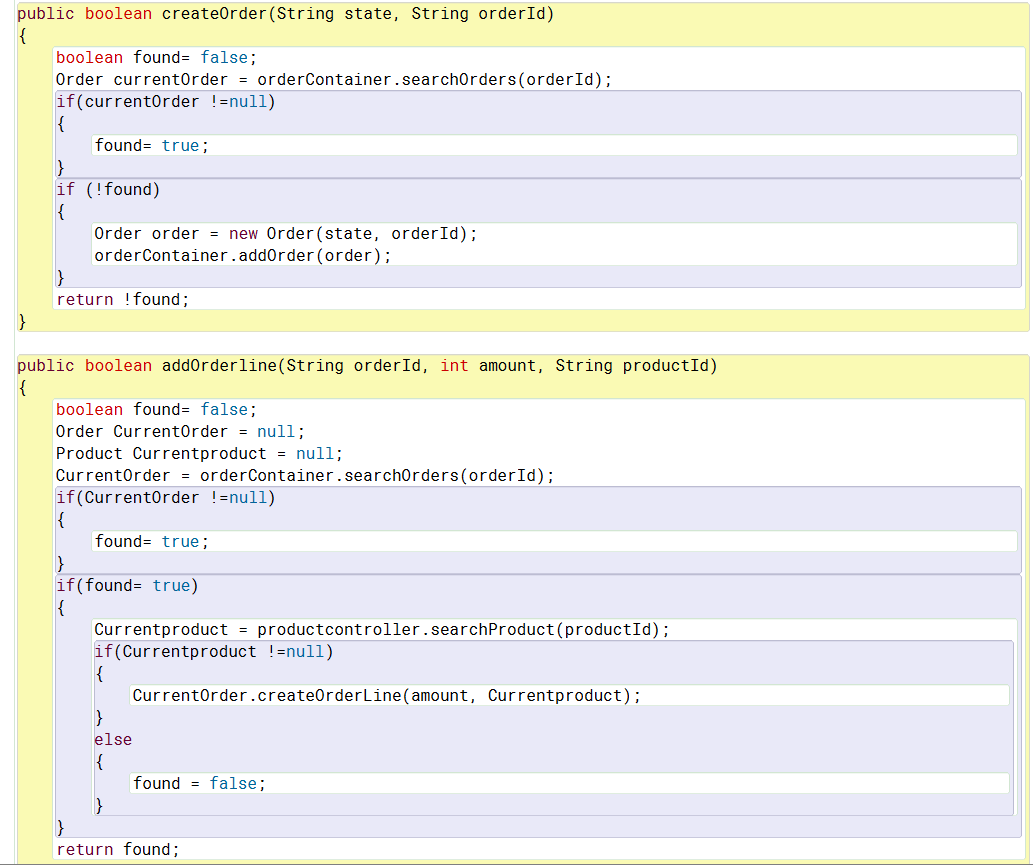 public boolean createOrder(String state, String orderId)
{
boolean found= false;
Order currentOrder = orderContainer.searchOrders(orderId);
if(currentOrder !=null)
{
found= true;
}
if (!found)
{
Order order = new Order(state, orderId);
orderContainer.addOrder(order);
}
return !found;
}
public boolean addOrderline(String orderId, int amount, String productId)
{
boolean found= false;
Order CurrentOrder = null;
Product Currentproduct = null;
CurrentOrder = orderContainer.searchOrders(orderId);
if(CurrentOrder !=null)
{
found= true;
}
if(found= true)
{
Currentproduct = productcontroller.searchProduct(productId);
if(Currentproduct !=null)
{
CurrentOrder.createOrderLine(amount, Currentproduct);
}
else
{
found = false;
}
}
return found;